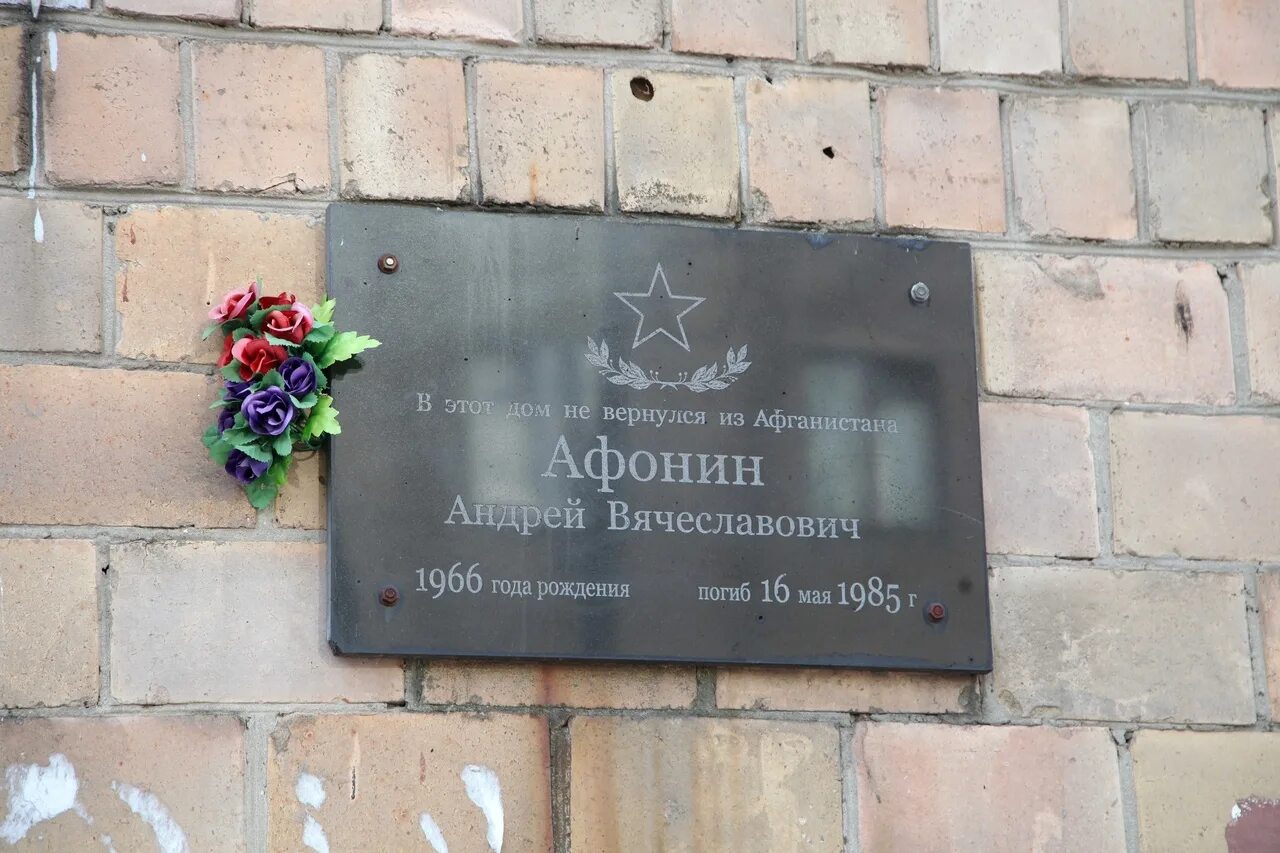 В этот дом не вернулся из Афганистана
Афонин
Андрей Вячеславович
1966 года рождения погиб 16 мая 1985 г